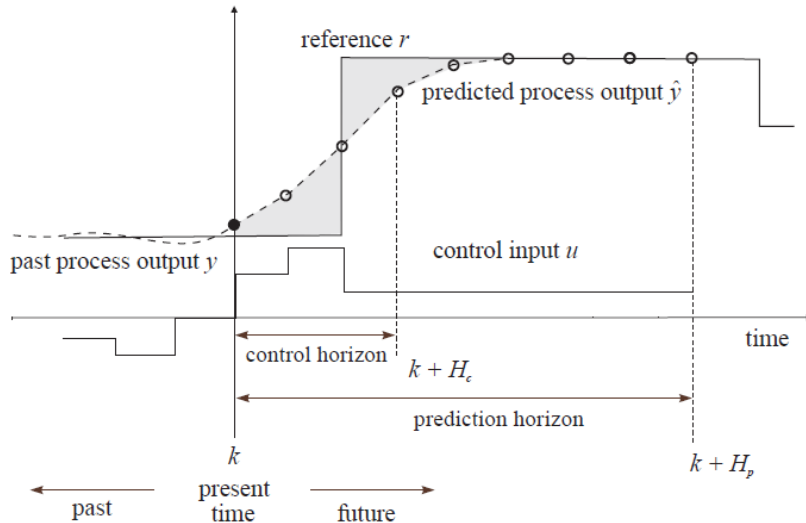 reference r
predicted process output ŷ
past process output y
control input u
time
control horizon
k + H_c
prediction horizon
k
k + H_p
past
present
time
future